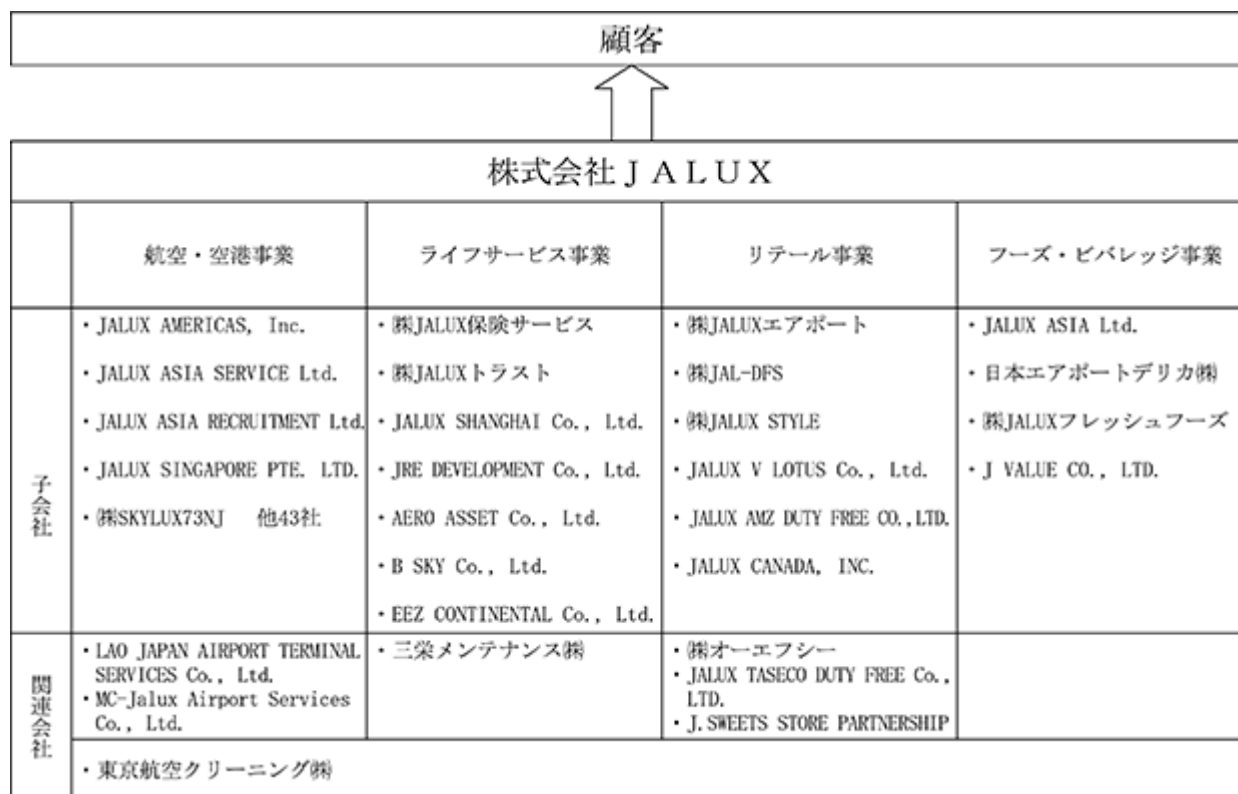 顧客
株式会社ＪＡＬＵＸ
航空・空港事業
ライフサービス事業
リテール事業
フーズ・ビバレッジ事業
子会社
・JALUX AMERICAS, Inc.
・JALUX ASIA SERVICE Ltd.
・JALUX ASIA RECRUITMENT Ltd.
・JALUX SINGAPORE PTE. LTD.
・㈱SKYLUX73NJ　他43社
・㈱JALUX保険サービス
・㈱JALUXトラスト
・JALUX SHANGHAI Co., Ltd.
・JRE DEVELOPMENT Co., Ltd.
・AERO ASSET Co., Ltd.
・B SKY Co., Ltd.
・EEZ CONTINENTAL Co., Ltd.
・㈱JALUXエアポート
・㈱JAL-DFS
・㈱JALUX STYLE
・JALUX V LOTUS Co., Ltd.
・JALUX AMZ DUTY FREE CO.,LTD.
・JALUX CANADA, INC.
・JALUX ASIA Ltd.
・日本エアポートデリカ㈱
・㈱JALUXフレッシュフーズ
・J VALUE CO., LTD.
関連会社
・LAO JAPAN AIRPORT TERMINAL
SERVICES Co., Ltd.
・MC-Jalux Airport Services
Co., Ltd.
・三栄メンテナンス㈱
・㈱オーエフシー
・JALUX TASECO DUTY FREE Co.,
LTD.
・J.SWEETS STORE PARTNERSHIP
・東京航空クリーニング㈱